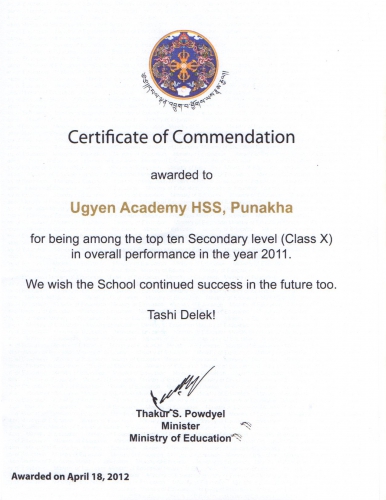 Certificate of Commendation
awarded to
Ugyen Academy HSS, Punakha
for being among the top ten Secondary level (Class X)
in overall performance in the year 2011.
We wish the School continued success in the future too.
Tashi Delek!
Thakur S. Powdyel
Minister
Ministry of Education
Awarded on April 18, 2012